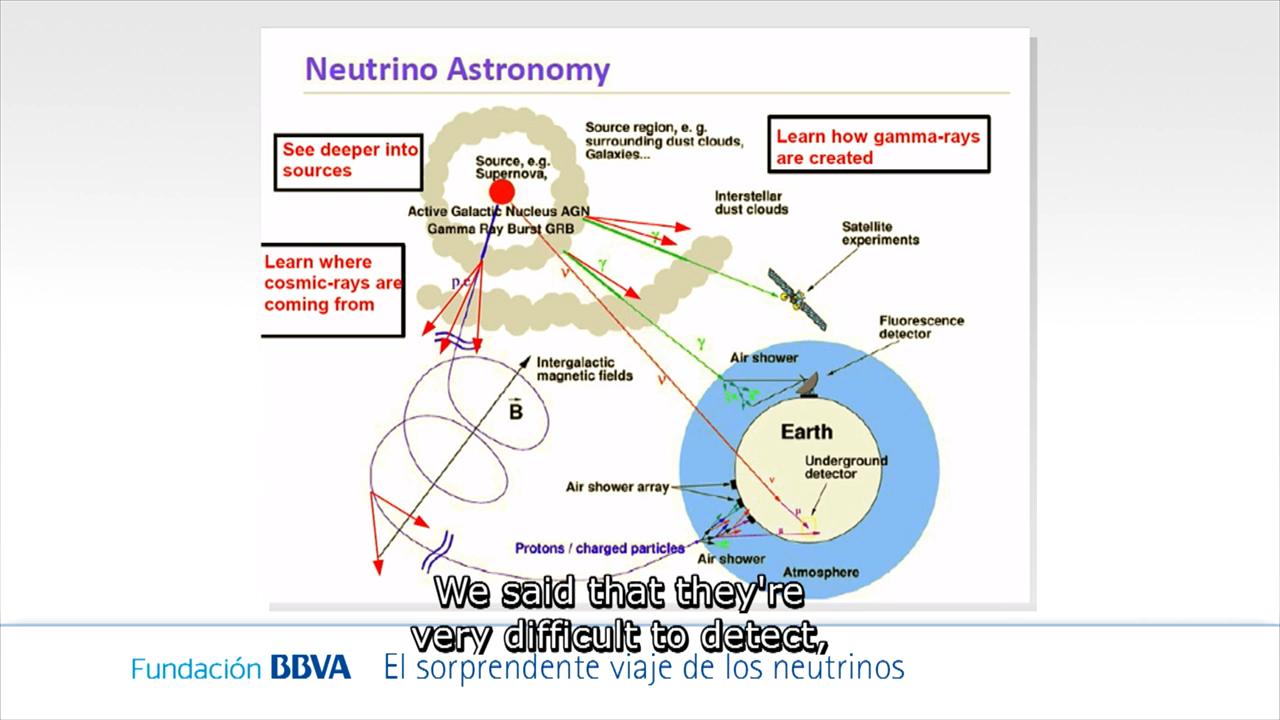 Neutrino Astronomy
See deeper into
sources
Source region, e. g.
surrounding dust clouds,
Galaxies...
Learn how gamma-rays
are created
Source, e.g.
Supernova,
Active Galactic Nucleus AGN
Gamma Ray Burst GRB
Interstellar
dust clouds
γ
Satellite
experiments
Learn where
cosmic-rays are
coming from
p,e
ν
γ
Fluorescence
detector
γ
Air shower
Intergalactic
magnetic fields
ν
B
Earth
Underground
detector
Air shower array
ν
μ
μ
Protons / charged particles
Air shower
Atmosphere
We said that they're
very difficult to detect,
Fundación BBVA El sorprendente viaje de los neutrinos